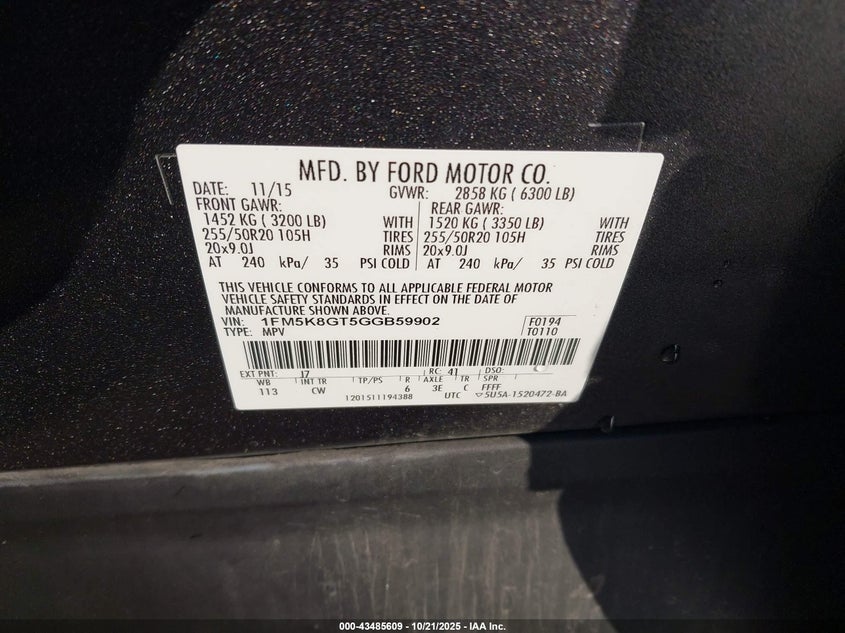 MFD. BY FORD MOTOR CO.
DATE: 11/15 GVWR: 2858 KG ( 6300 LB)
FRONT GAWR: REAR GAWR:
1452 KG ( 3200 LB) WITH 1520 KG ( 3350 LB) WITH
255/50R20 105H TIRES 255/50R20 105H TIRES
20x9.0J RIMS 20x9.0J RIMS
AT 240 kPa/ 35 PSI COLD AT 240 kPa/ 35 PSI COLD
THIS VEHICLE CONFORMS TO ALL APPLICABLE FEDERAL MOTOR
VEHICLE SAFETY STANDARDS IN EFFECT ON THE DATE OF
MANUFACTURE SHOWN ABOVE.
VIN: 1FM5K8GT5GGB59902 F0194
TYPE: MPV T0110
EXT PNT: J7 RC: 41 DSO:
WB INT TR TP/PS R AXLE TR SPR
113 CW 6 3E C FFFF
1201511194388 UTC ▽5U5A-1520472-BA
000-43485609 - 10/21/2025 - IAA Inc.